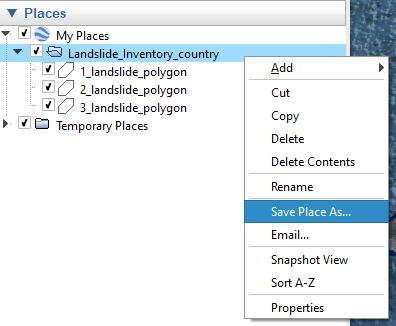 Places
My Places
Landslide_Inventory_country
1_landslide_polygon
2_landslide_polygon
3_landslide_polygon
Temporary Places
Add
Cut
Copy
Delete
Delete Contents
Rename
Save Place As...
Email...
Snapshot View
Sort A-Z
Properties